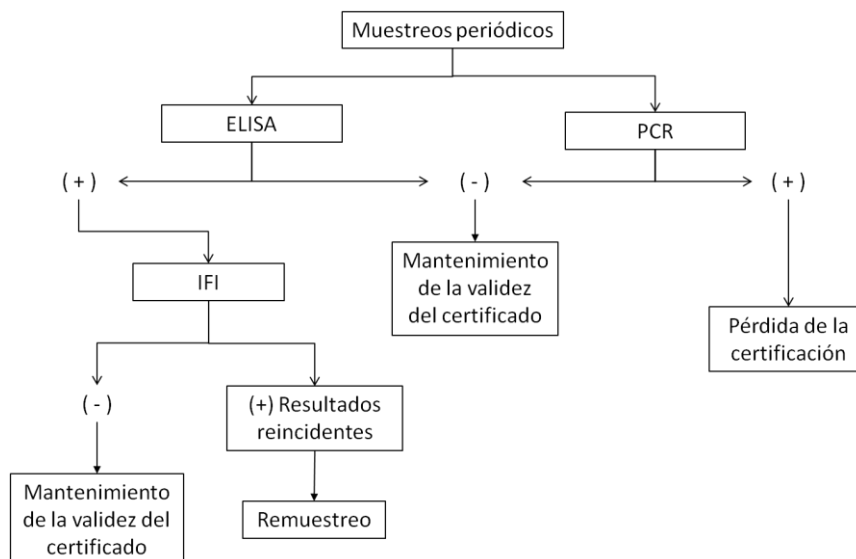 Muestreos periódicos
ELISA
PCR
( + )
( - )
( + )
IFI
Mantenimiento
de la validez
del certificado
Pérdida de la
certificación
( - )
(+) Resultados
reincidentes
Mantenimiento
de la validez del
certificado
Remuestreo